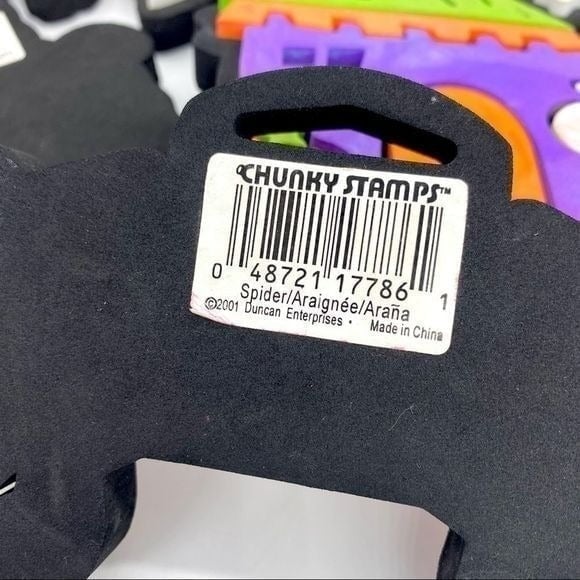 CHUNKY STAMPS™
0 48721 17786 1
Spider/Araignée/Araña
©2001 Duncan Enterprises • Made in China